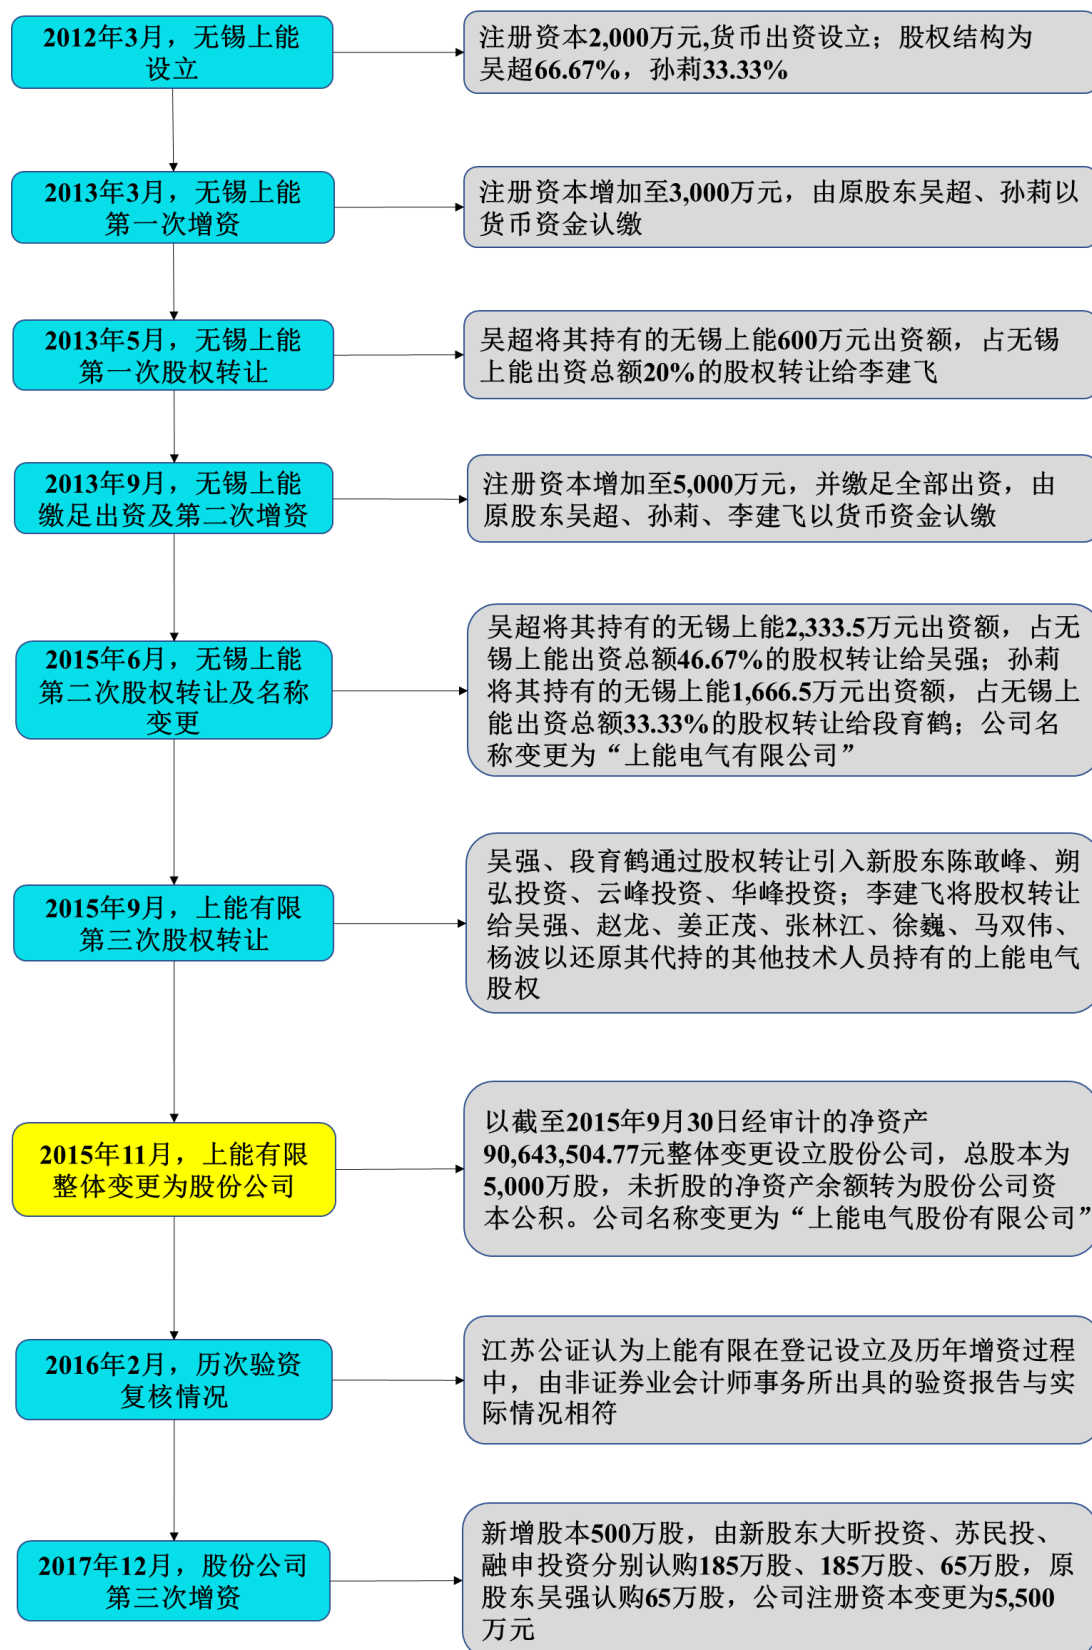 2012年3月，无锡上能
设立
注册资本2,000万元,货币出资设立；股权结构为
吴超66.67%，孙莉33.33%
2013年3月，无锡上能
第一次增资
注册资本增加至3,000万元，由原股东吴超、孙莉以
货币资金认缴
2013年5月，无锡上能
第一次股权转让
吴超将其持有的无锡上能600万元出资额，占无锡
上能出资总额20%的股权转让给李建飞
2013年9月，无锡上能
缴足出资及第二次增资
注册资本增加至5,000万元，并缴足全部出资，由
原股东吴超、孙莉、李建飞以货币资金认缴
2015年6月，无锡上能
第二次股权转让及名称
变更
吴超将其持有的无锡上能2,333.5万元出资额，占无
锡上能出资总额46.67%的股权转让给吴强；孙莉
将其持有的无锡上能1,666.5万元出资额，占无锡上
能出资总额33.33%的股权转让给段育鹤；公司名
称变更为“上能电气有限公司”
2015年9月，上能有限
第三次股权转让
吴强、段育鹤通过股权转让引入新股东陈敢峰、朔
弘投资、云峰投资、华峰投资；李建飞将股权转让
给吴强、赵龙、姜正茂、张林江、徐巍、马双伟、
杨波以还原其代持的其他技术人员持有的上能电气
股权
2015年11月，上能有限
整体变更为股份公司
以截至2015年9月30日经审计的净资产
90,643,504.77元整体变更设立股份公司，总股本为
5,000万股，未折股的净资产余额转为股份公司资
本公积。公司名称变更为“上能电气股份有限公司”
2016年2月，历次验资
复核情况
江苏公证认为上能有限在登记设立及历年增资过程
中，由非证券业会计师事务所出具的验资报告与实
际情况相符
2017年12月，股份公司
第三次增资
新增股本500万股，由新股东大昕投资、苏民投、
融申投资分别认购185万股、185万股、65万股，原
股东吴强认购65万股，公司注册资本变更为5,500
万元